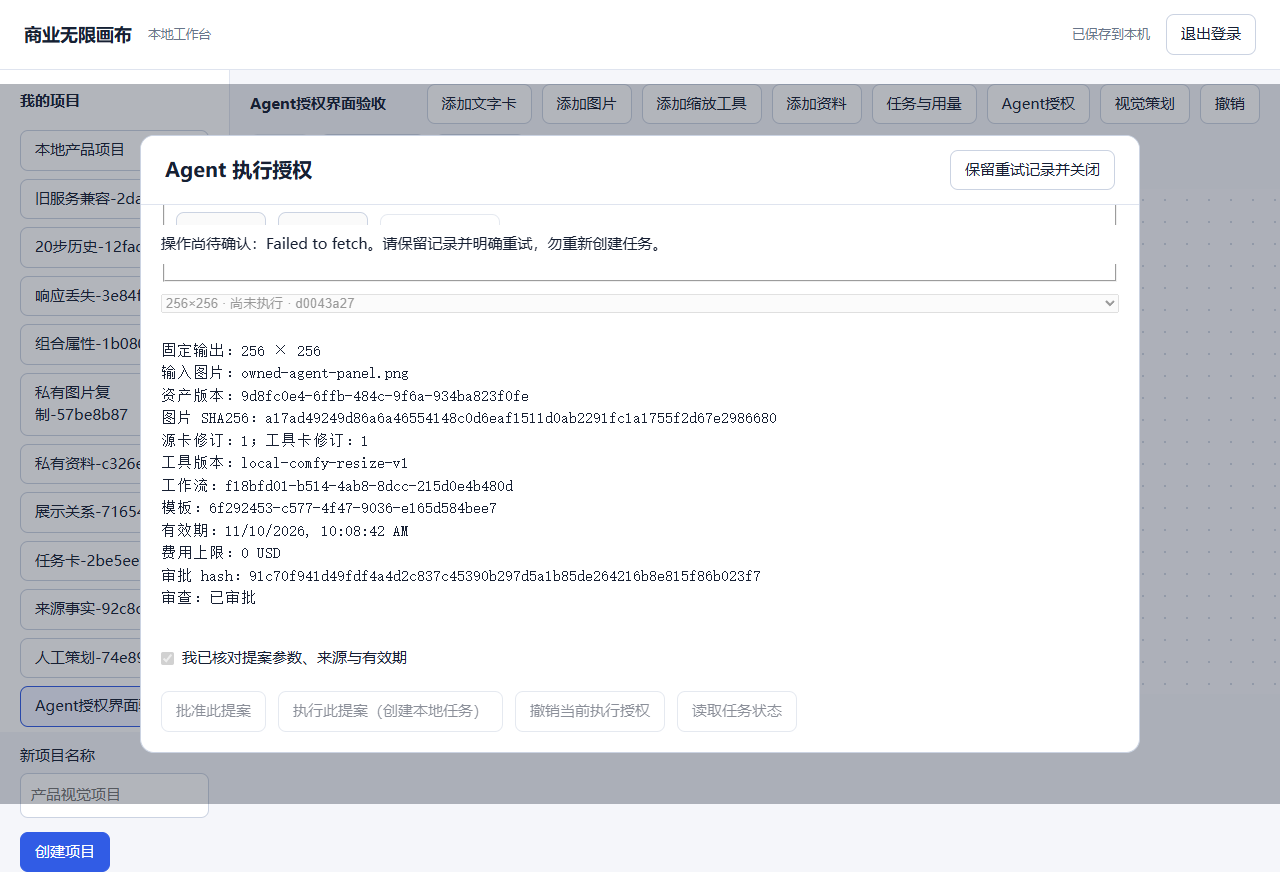 商业无限画布 本地工作台 已保存到本机 退出登录
我的项目
Agent授权界面验收 添加文字卡 添加图片 添加缩放工具 添加资料 任务与用量 Agent授权 视觉策划 撤销
本地产品项目
旧服务兼容-2da
20步历史-12fac
响应丢失-3e84f
组合属性-1b080
私有图片复
制-57be8b87
私有资料-c326e
展示关系-71654
任务卡-2be5ee
来源事实-92c8c
人工策划-74e89
Agent授权界面
新项目名称
产品视觉项目
创建项目
Agent 执行授权 保留重试记录并关闭
操作尚待确认：Failed to fetch。请保留记录并明确重试，勿重新创建任务。
256×256 · 尚未执行 · d0043a27
固定输出：256 × 256
输入图片：owned-agent-panel.png
资产版本：9d8fc0e4-6ffb-484c-9f6a-934ba823f0fe
图片 SHA256：a17ad49249d86a6a46554148c0d6eaf1511d0ab2291fc1a1755f2d67e2986680
源卡修订：1；工具卡修订：1
工具版本：local-comfy-resize-v1
工作流：f18bfd01-b514-4ab8-8dcc-215d0e4b480d
模板：6f292453-c577-4f47-9036-e165d584bee7
有效期：11/10/2026, 10:08:42 AM
费用上限：0 USD
审批 hash：91c70f941d49fdf4a4d2c837c45390b297d5a1b85de264216b8e815f86b023f7
审查：已审批
我已核对提案参数、来源与有效期
批准此提案 执行此提案（创建本地任务） 撤销当前执行授权 读取任务状态